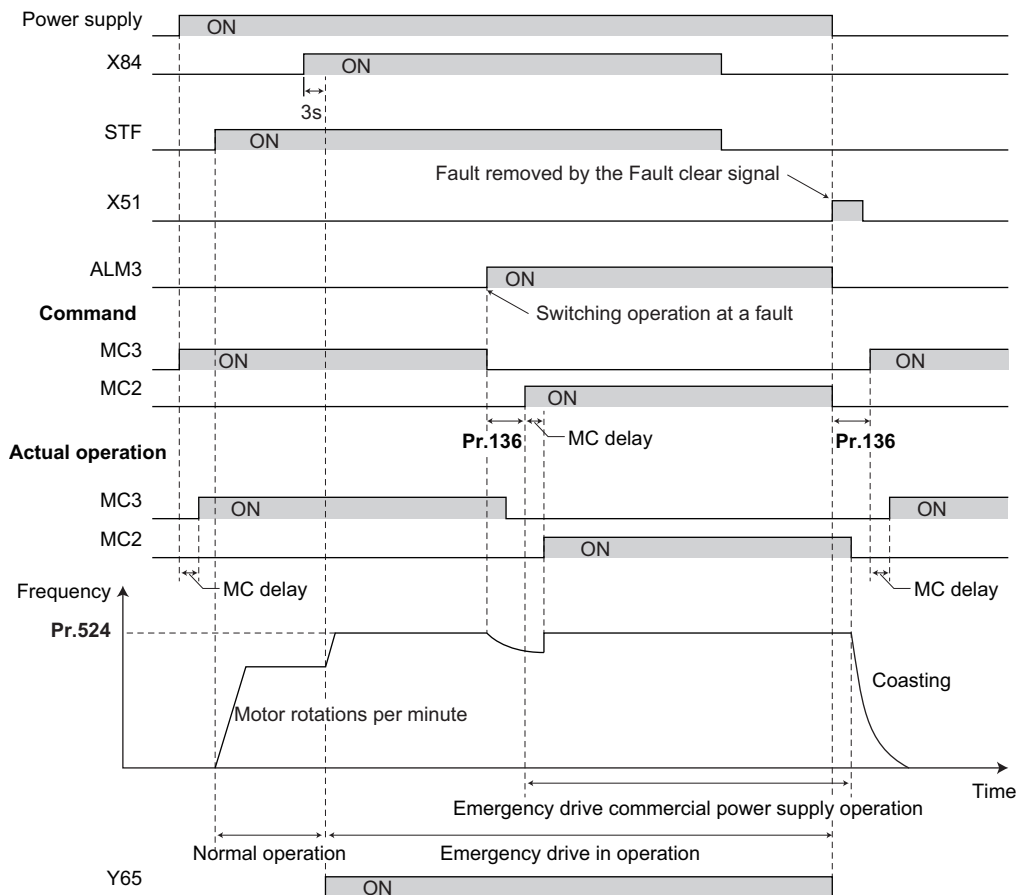 Power supply
ON
X84
ON
3s
STF
ON
Fault removed by the Fault clear signal
X51
ALM3
ON
Command
Switching operation at a fault
MC3
ON
ON
MC2
ON
Pr.136
MC delay
Pr.136
Actual operation
MC3
ON
ON
MC2
ON
Frequency
MC delay
MC delay
Pr.524
Coasting
Motor rotations per minute
Time
Emergency drive commercial power supply operation
Normal operation
Emergency drive in operation
Y65
ON